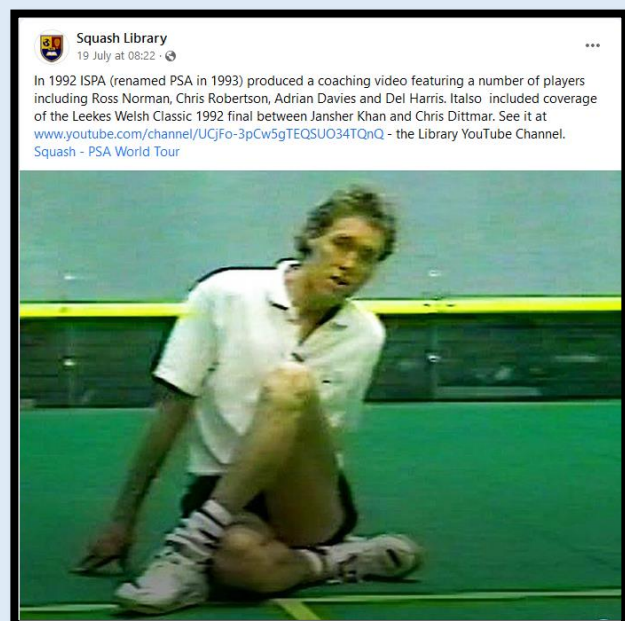 Squash Library
19 July at 08:22 ·
In 1992 ISPA (renamed PSA in 1993) produced a coaching video featuring a number of players
including Ross Norman, Chris Robertson, Adrian Davies and Del Harris. Italso included coverage
of the Leekes Welsh Classic 1992 final between Jansher Khan and Chris Dittmar. See it at
www.youtube.com/channel/UCjFo-3pCw5gTEQSUO34TQnQ - the Library YouTube Channel.
Squash - PSA World Tour